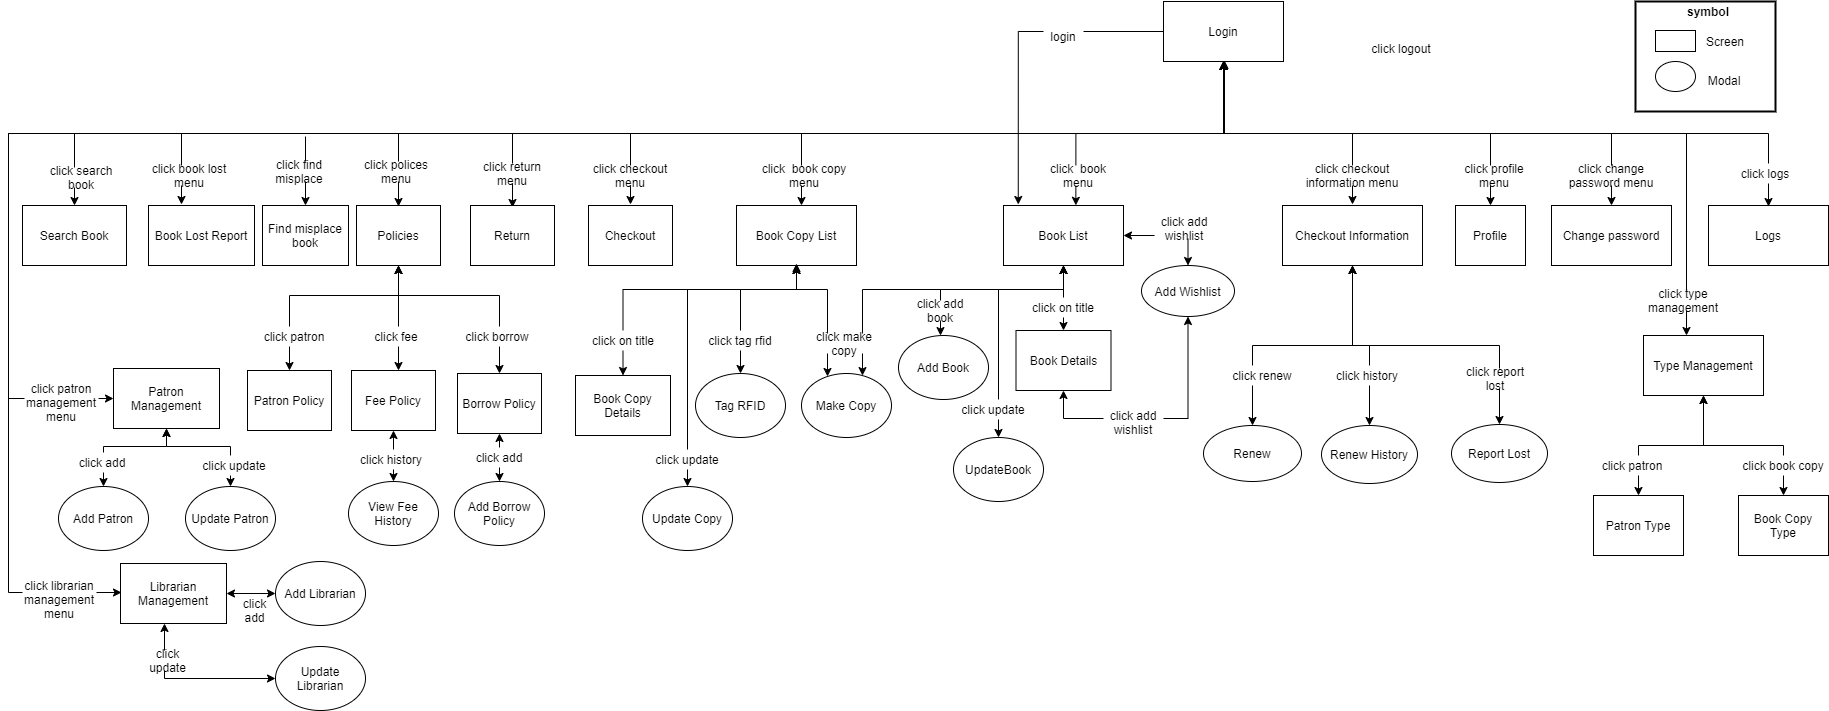 symbol
Login
Screen
login
click logout
Modal
click search
book
click book lost
menu
click find
misplace
click polices
menu
click return
menu
click checkout
menu
click  book copy
menu
click  book
menu
click checkout
information menu
click profile
menu
click change
password menu
click logs
Search Book
Book Lost Report
Find misplace
book
Policies
Return
Checkout
Book Copy List
Book List
click add
wishlist
Checkout Information
Profile
Change password
Logs
Add Wishlist
click type
management
click patron
click fee
click borrow
click on title
click tag rfid
click make
copy
click add
book
click on title
Patron
Management
click patron
management
menu
Patron Policy
Fee Policy
Borrow Policy
Book Copy
Details
Tag RFID
Make Copy
Add Book
Book Details
click renew
click history
click report
lost
Type Management
click update
click add
wishlist
click add
click update
click history
click add
click update
UpdateBook
Renew
Renew History
Report Lost
click patron
click book copy
Add Patron
Update Patron
View Fee
History
Add Borrow
Policy
Update Copy
Patron Type
Book Copy
Type
click librarian
management
menu
Librarian
Management
click
add
Add Librarian
click
update
Update
Librarian